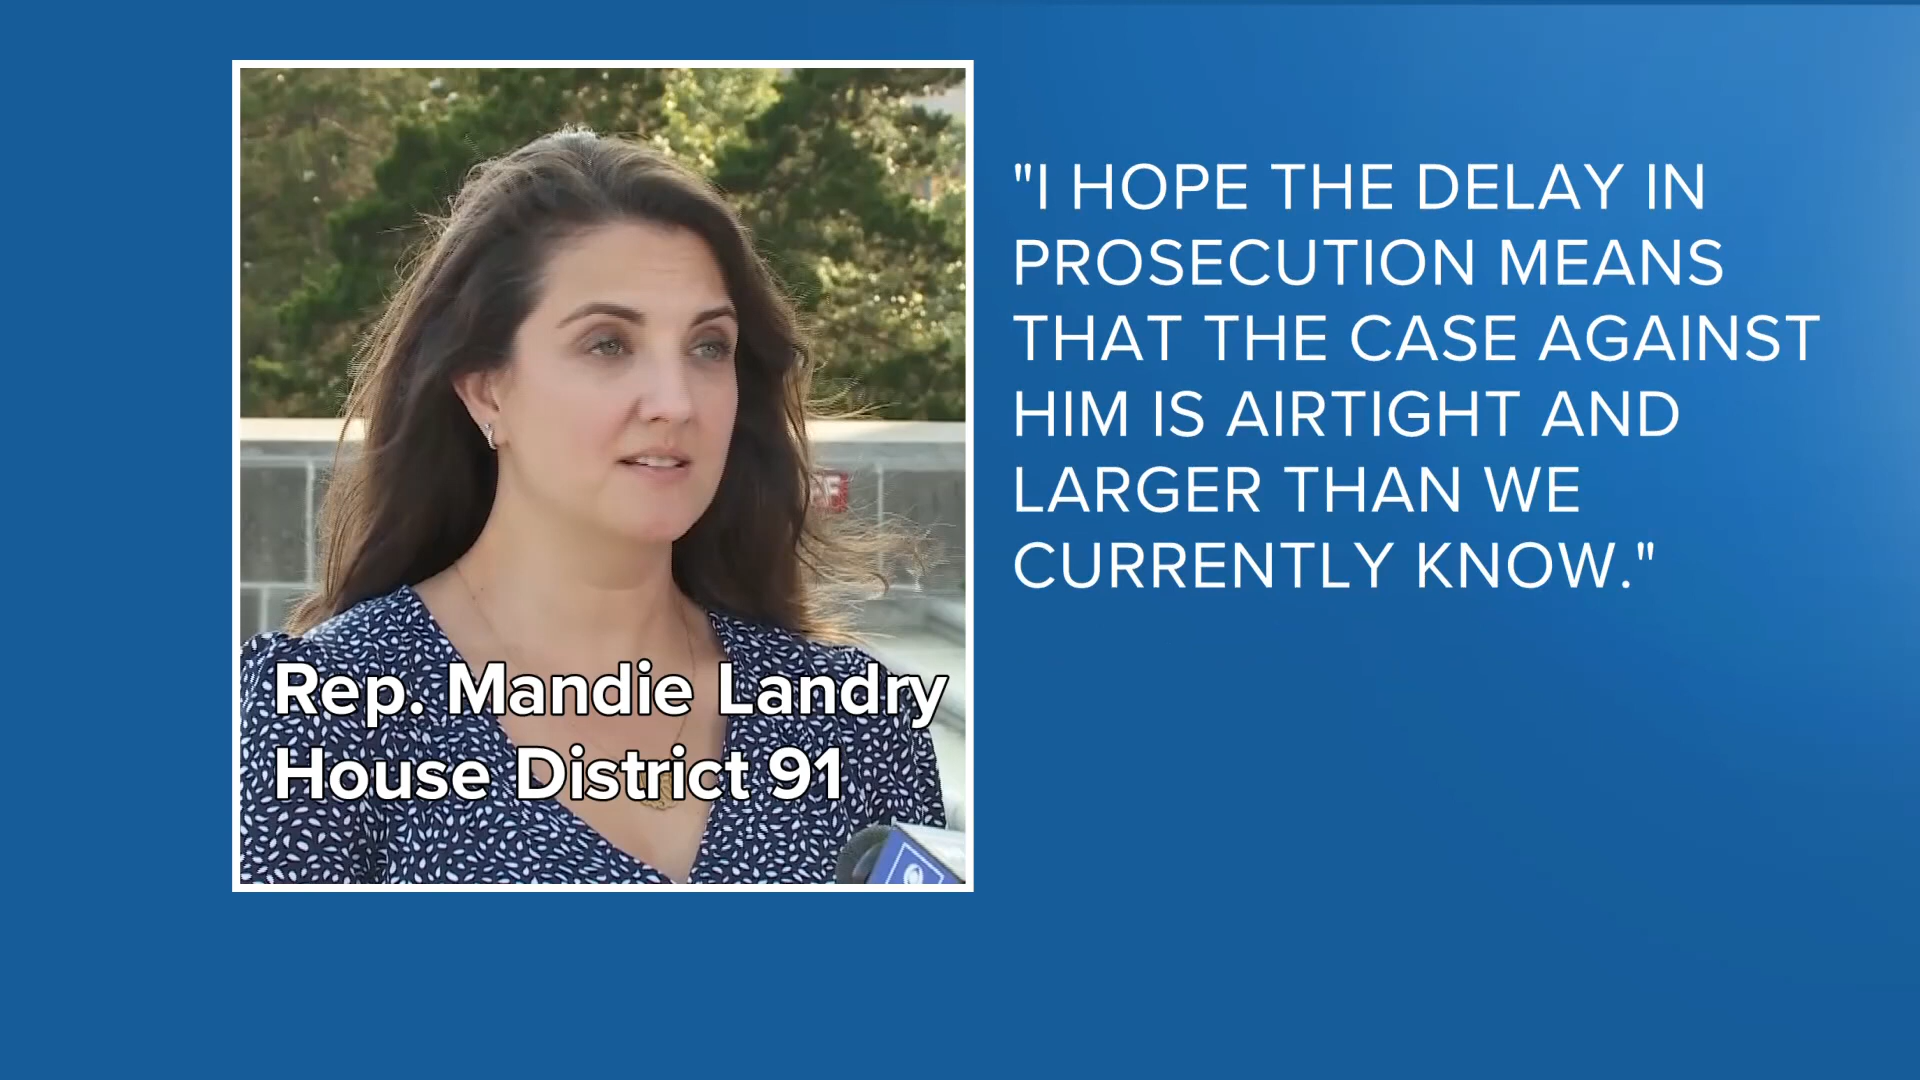 "I HOPE THE DELAY IN
PROSECUTION MEANS
THAT THE CASE AGAINST
HIM IS AIRTIGHT AND
LARGER THAN WE
CURRENTLY KNOW."
Rep. Mandie Landry
House District 91